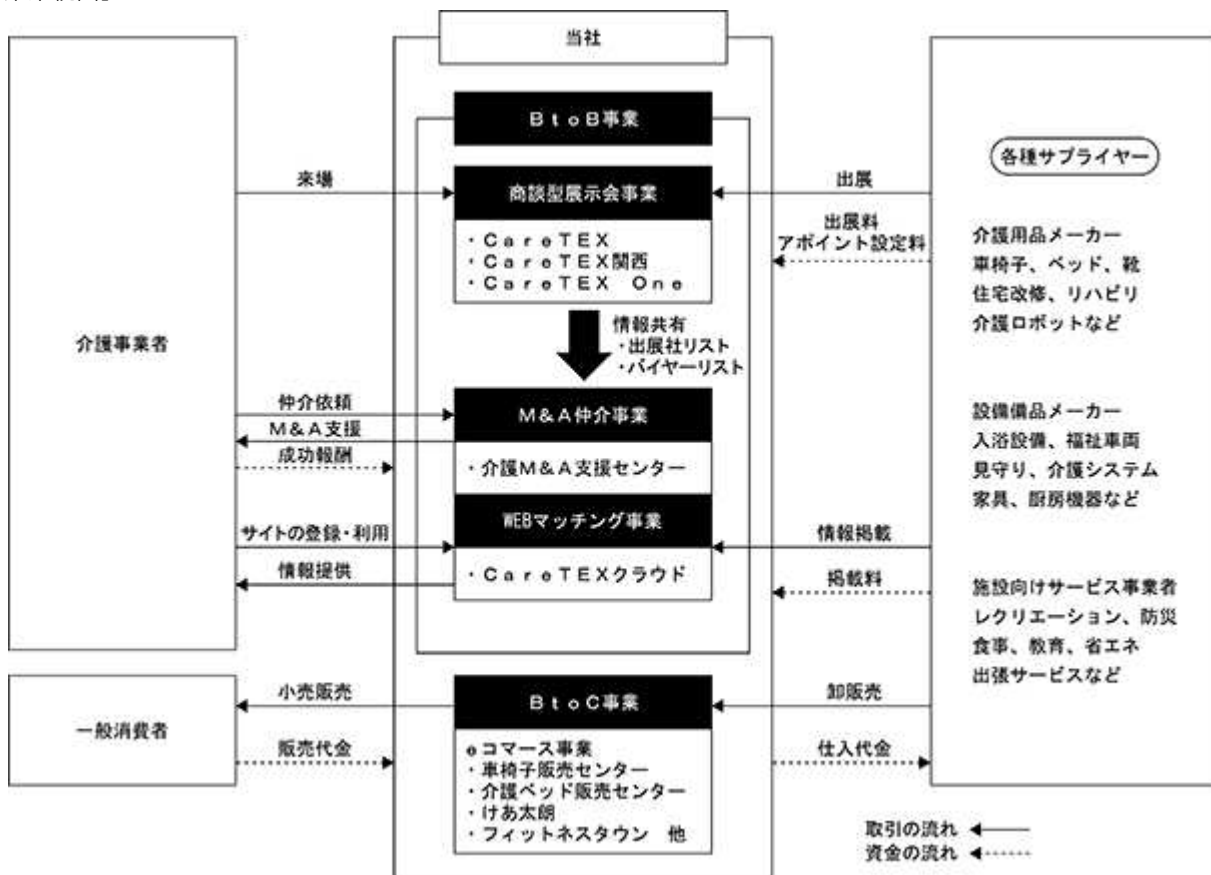 当社
BtoB事業
商談型展示会事業
・CareTEX
・CareTEX関西
・CareTEX One
情報共有
・出展社リスト
・バイヤーリスト
M&A仲介事業
・介護M&A支援センター
WEBマッチング事業
・CareTEXクラウド
BtoC事業
eコマース事業
・車椅子販売センター
・介護ベッド販売センター
・けあ太朗
・フィットネスタウン 他
介護事業者
来場
仲介依頼
M&A支援
成功報酬
サイトの登録・利用
情報提供
一般消費者
小売販売
販売代金
出展
出展料
アポイント設定料
情報掲載
掲載料
卸販売
仕入代金
各種サプライヤー
介護用品メーカー
車椅子、ベッド、靴
住宅改修、リハビリ
介護ロボットなど
設備備品メーカー
入浴設備、福祉車両
見守り、介護システム
家具、厨房機器など
施設向けサービス事業者
レクリエーション、防災
食事、教育、省エネ
出張サービスなど
取引の流れ
資金の流れ